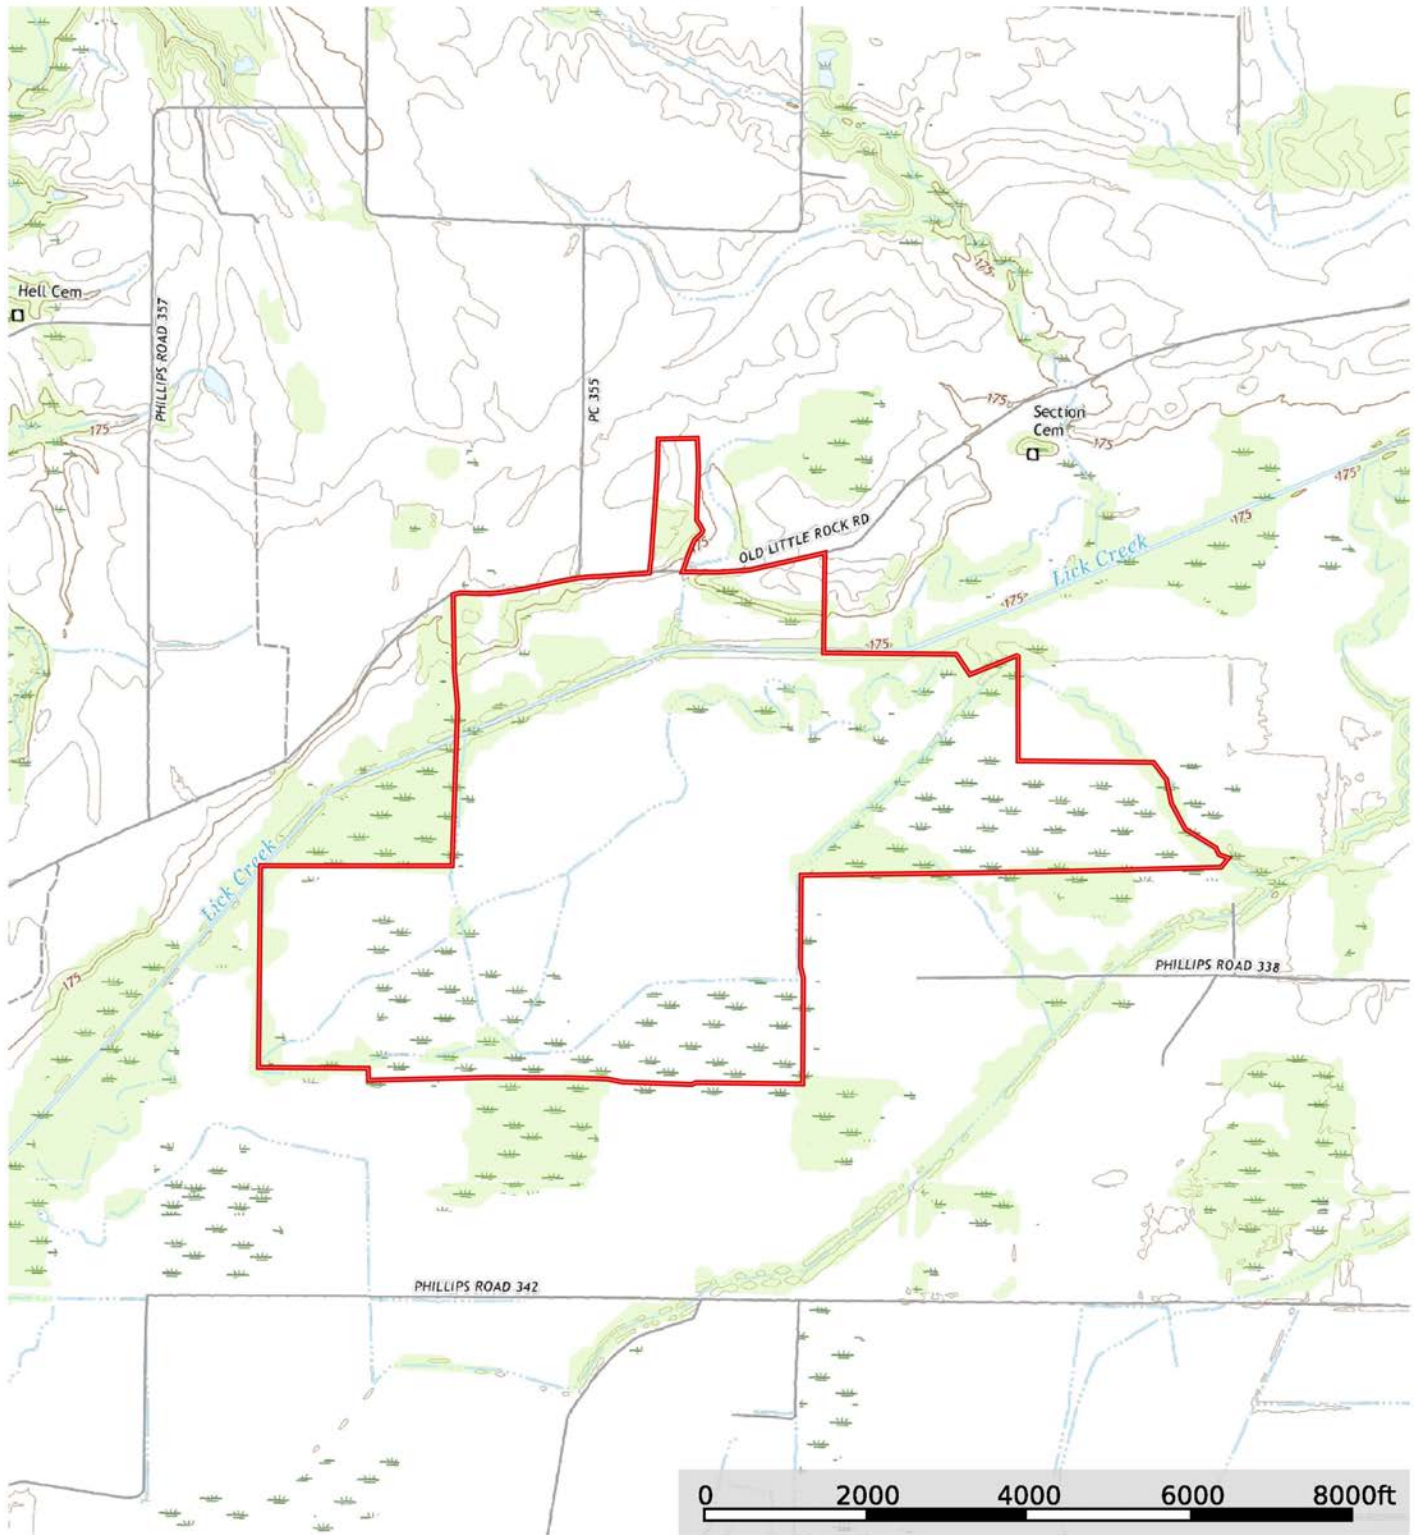 Hell Cem
PHILLIPS ROAD 357
175
PC 355
175
175
Section
Cem
175
175
175
OLD LITTLE ROCK RD
Lick Creek
175
175
Lick Creek
175
PHILLIPS ROAD 338
PHILLIPS ROAD 342
0 2000 4000 6000 8000ft